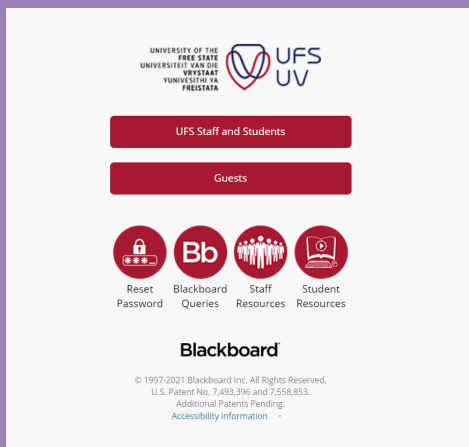 UNIVERSITY OF THE
FREE STATE
UNIVERSITEIT VAN DIE
VRYSTAAT
YUNIVESITHI YA
FREISTATA
UFS
UV
UFS Staff and Students
Guests
***_
Bb
Reset
Password
Blackboard
Queries
Staff
Resources
Student
Resources
Blackboard
© 1997-2021 Blackboard Inc. All Rights Reserved.
U.S. Patent No. 7,493,396 and 7,558,853.
Additional Patents Pending.
Accessibility information -